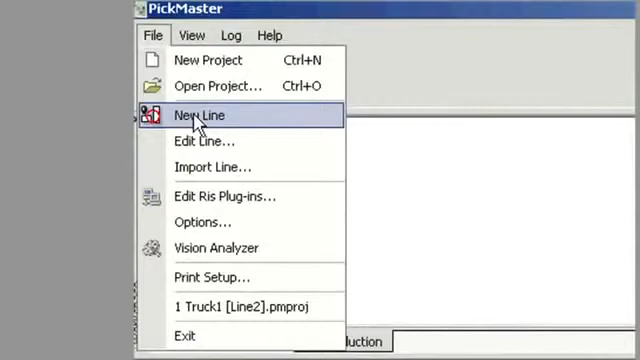 PickMaster
File View Log Help
New Project Ctrl+N
Open Project... Ctrl+O
New Line
Edit Line...
Import Line...
Edit Ris Plug-ins...
Options...
Vision Analyzer
Print Setup...
1 Truck1 [Line2].pmproj
Exit
duction